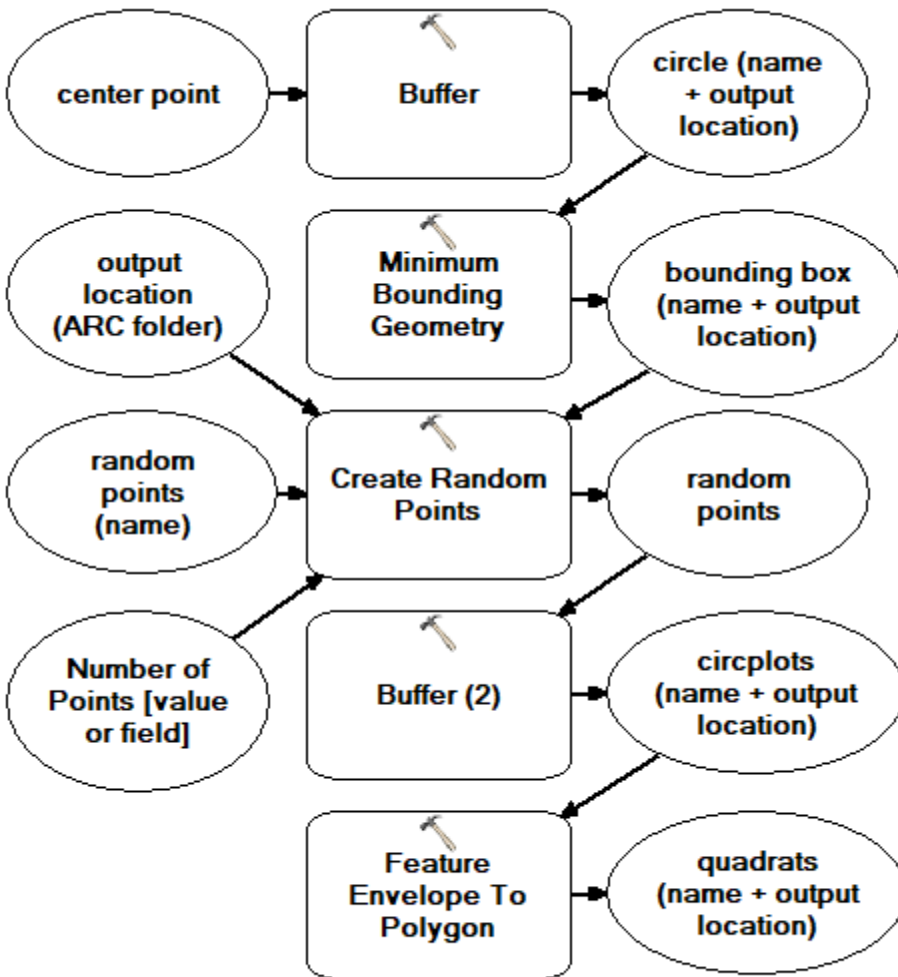 center point
Buffer
circle (name
+ output
location)
output
location
(ARC folder)
Minimum
Bounding
Geometry
bounding box
(name + output
location)
random
points
(name)
Create Random
Points
random
points
Number of
Points [value
or field]
Buffer (2)
circplots
(name + output
location)
Feature
Envelope To
Polygon
quadrats
(name + output
location)